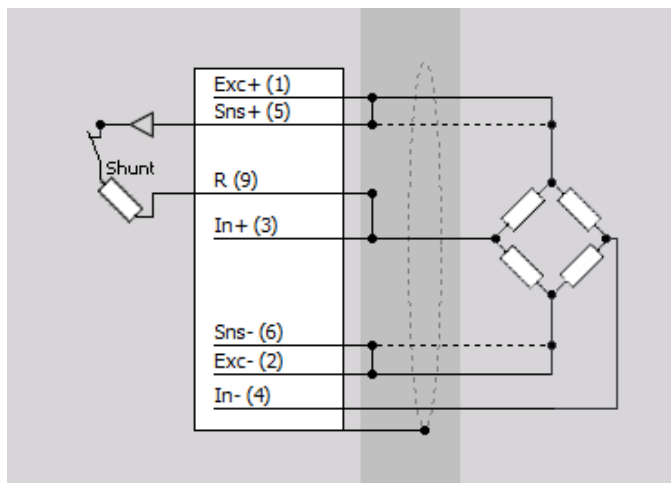 Exc+ (1)
Sns+ (5)
Shunt
R (9)
In+ (3)
Sns- (6)
Exc- (2)
In- (4)